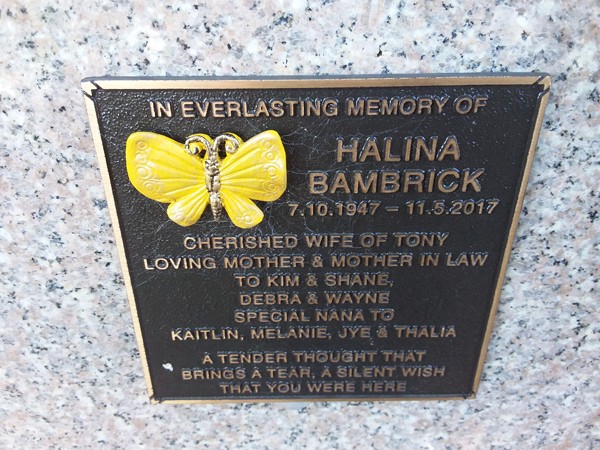 IN EVERLASTING MEMORY OF
HALINA
BAMBRICK
7.10.1947 – 11.5.2017
CHERISHED WIFE OF TONY
LOVING MOTHER & MOTHER IN LAW
TO KIM & SHANE,
DEBRA & WAYNE
SPECIAL NANA TO
KAITLIN, MELANIE, JYE & THALIA
A TENDER THOUGHT THAT
BRINGS A TEAR, A SILENT WISH
THAT YOU WERE HERE